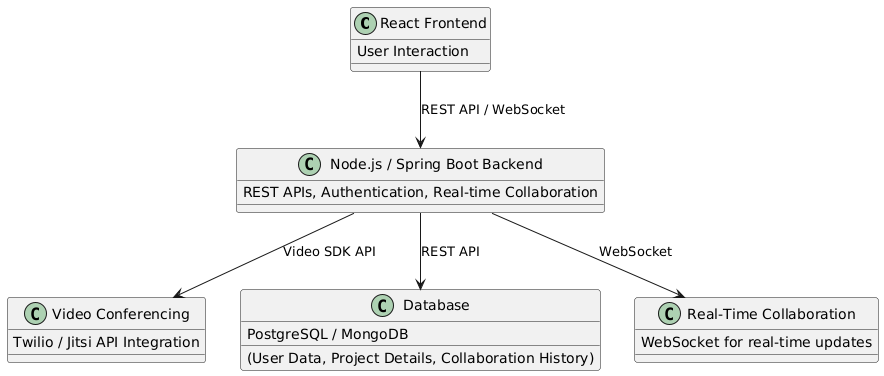 C React Frontend
User Interaction
REST API / WebSocket
C Node.js / Spring Boot Backend
REST APIs, Authentication, Real-time Collaboration
Video SDK API
REST API
WebSocket
C Video Conferencing
Twilio / Jitsi API Integration
C Database
PostgreSQL / MongoDB
(User Data, Project Details, Collaboration History)
C Real-Time Collaboration
WebSocket for real-time updates